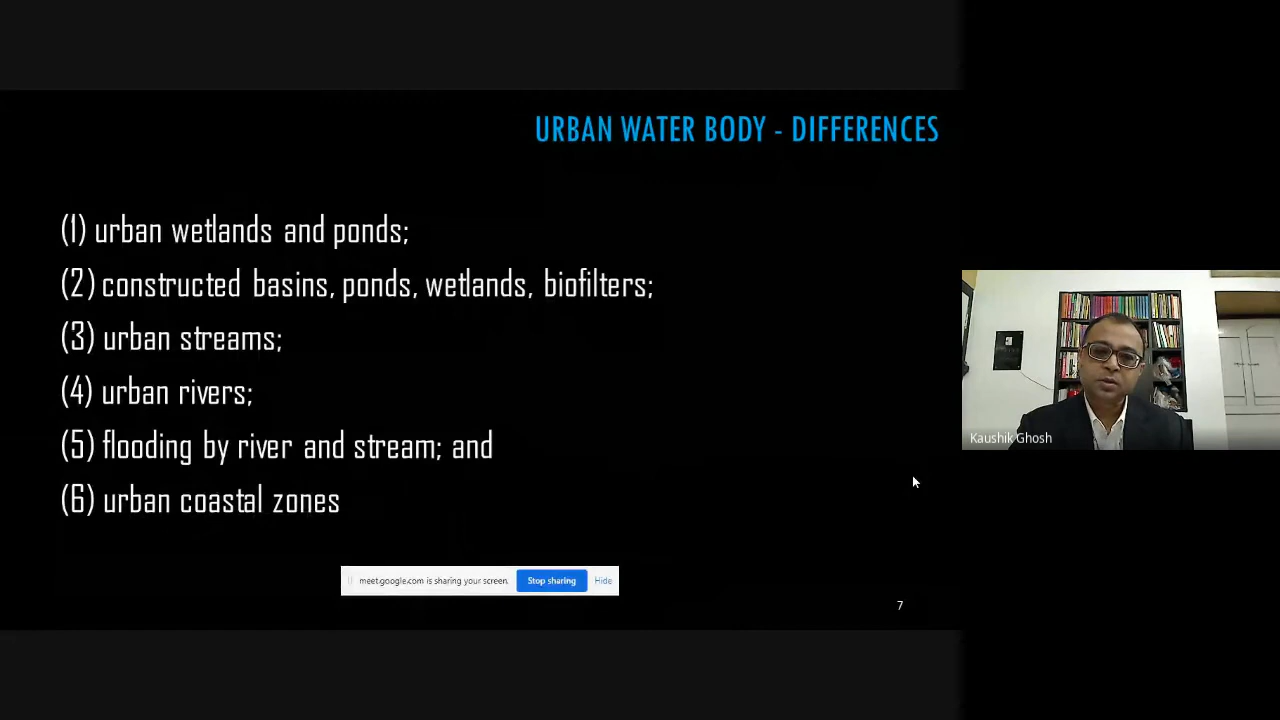 URBAN WATER BODY - DIFFERENCES
(1) urban wetlands and ponds;
(2) constructed basins, ponds, wetlands, biofilters;
(3) urban streams;
(4) urban rivers;
(5) flooding by river and stream; and
(6) urban coastal zones
Kaushik Ghosh
meet.google.com is sharing your screen. Stop sharing Hide
7